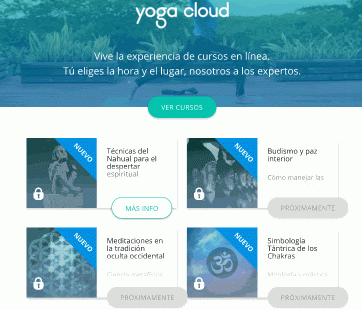 yoga cloud
Vive la experiencia de cursos en línea.
Tú eliges la hora y el lugar, nosotros a los expertos.
VER CURSOS
NUEVO
Técnicas del
Nahual para el
despertar
espiritual
MÁS INFO
NUEVO
Budismo y paz
interior
Cómo manejar las
PRÓXIMAMENTE
NUEVO
Meditaciones en
la tradición
oculta occidental
Ciencia metafísica
PRÓXIMAMENTE
NUEVO
Simbología
Tántrica de los
Chakras
PRÓXIMAMENTE